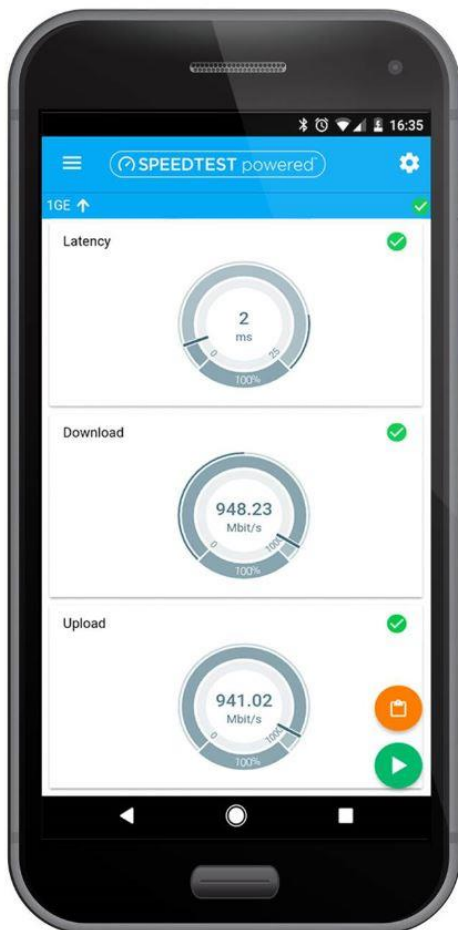 16:35
SPEEDTEST powered
1GE
Latency
2
ms
0
25
100%
Download
948.23
Mbit/s
0
1000
100%
Upload
941.02
Mbit/s
0
1000
100%